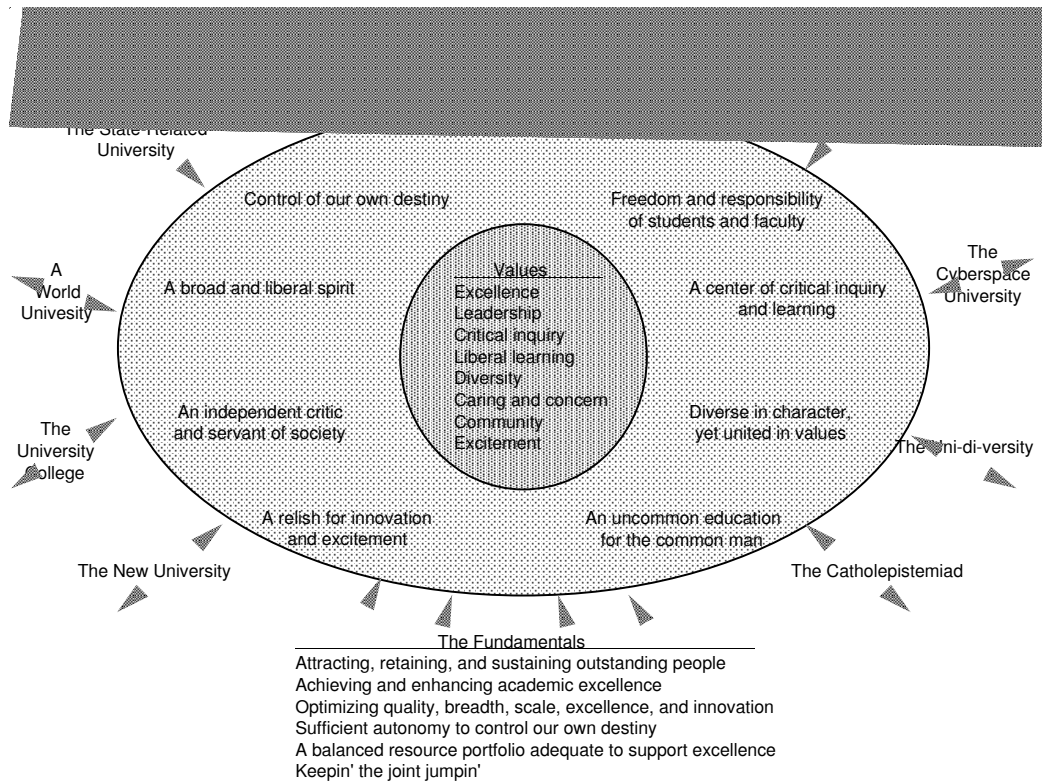 The State-Related
University
Control of our own destiny
Freedom and responsibility
of students and faculty
A
World
Univesity
A broad and liberal spirit
Values
Excellence
Leadership
Critical inquiry
Liberal learning
Diversity
Caring and concern
Community
Excitement
A center of critical inquiry
and learning
The
Cyberspace
University
The
University
College
An independent critic
and servant of society
Diverse in character,
yet united in values
The Uni-di-versity
A relish for innovation
and excitement
An uncommon education
for the common man
The New University
The Catholepistemiad
The Fundamentals
Attracting, retaining, and sustaining outstanding people
Achieving and enhancing academic excellence
Optimizing quality, breadth, scale, excellence, and innovation
Sufficient autonomy to control our own destiny
A balanced resource portfolio adequate to support excellence
Keepin' the joint jumpin'